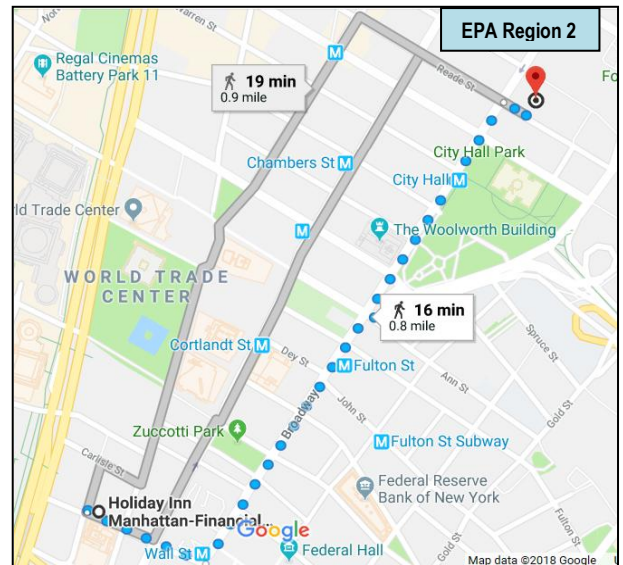 EPA Region 2
Regal Cinemas
Battery Park 11
19 min
0.9 mile
Reade St
Chambers St M
City Hall Park
City Hall M
ld Trade Center
The Woolworth Building
WORLD TRADE
CENTER
16 min
0.8 mile
Cortlandt St M
Dey St
Fulton St
Ann St
Spruce St
Gold St
Broadway
John St
Zuccotti Park
Fulton St Subway
Carlisle St
Federal Reserve
Bank of New York
Holiday Inn
Manhattan-Financial...
Google
Wall St M
Federal Hall
Gold St
Fulton St
Map data ©2018 Google